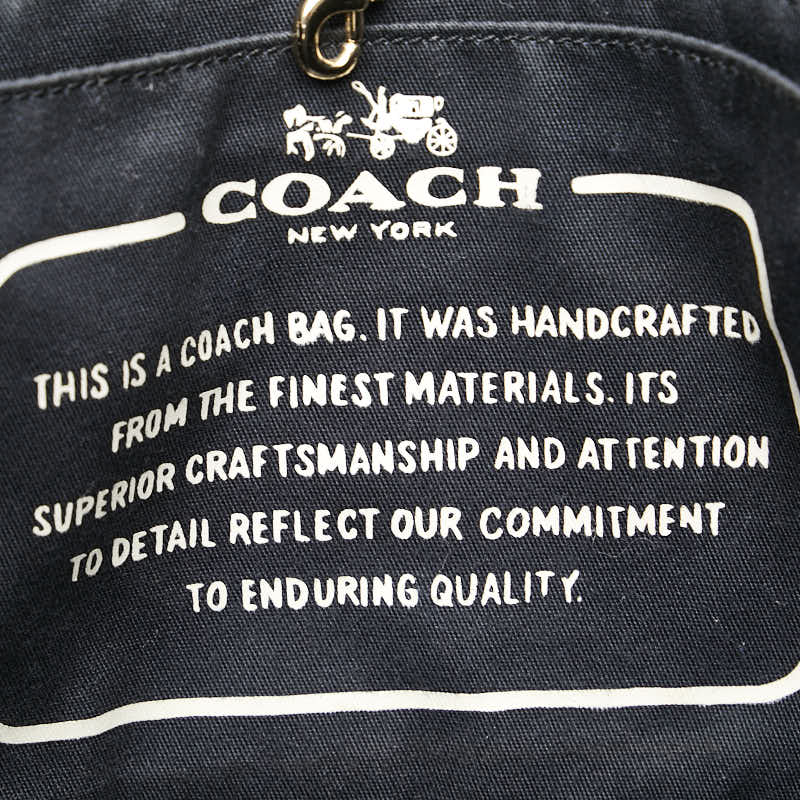 COACH
NEW YORK
THIS IS A COACH BAG. IT WAS HANDCRAFTED
FROM THE FINEST MATERIALS. ITS
SUPERIOR CRAFTSMANSHIP AND ATTENTION
TO DETAIL REFLECT OUR COMMITMENT
TO ENDURING QUALITY.